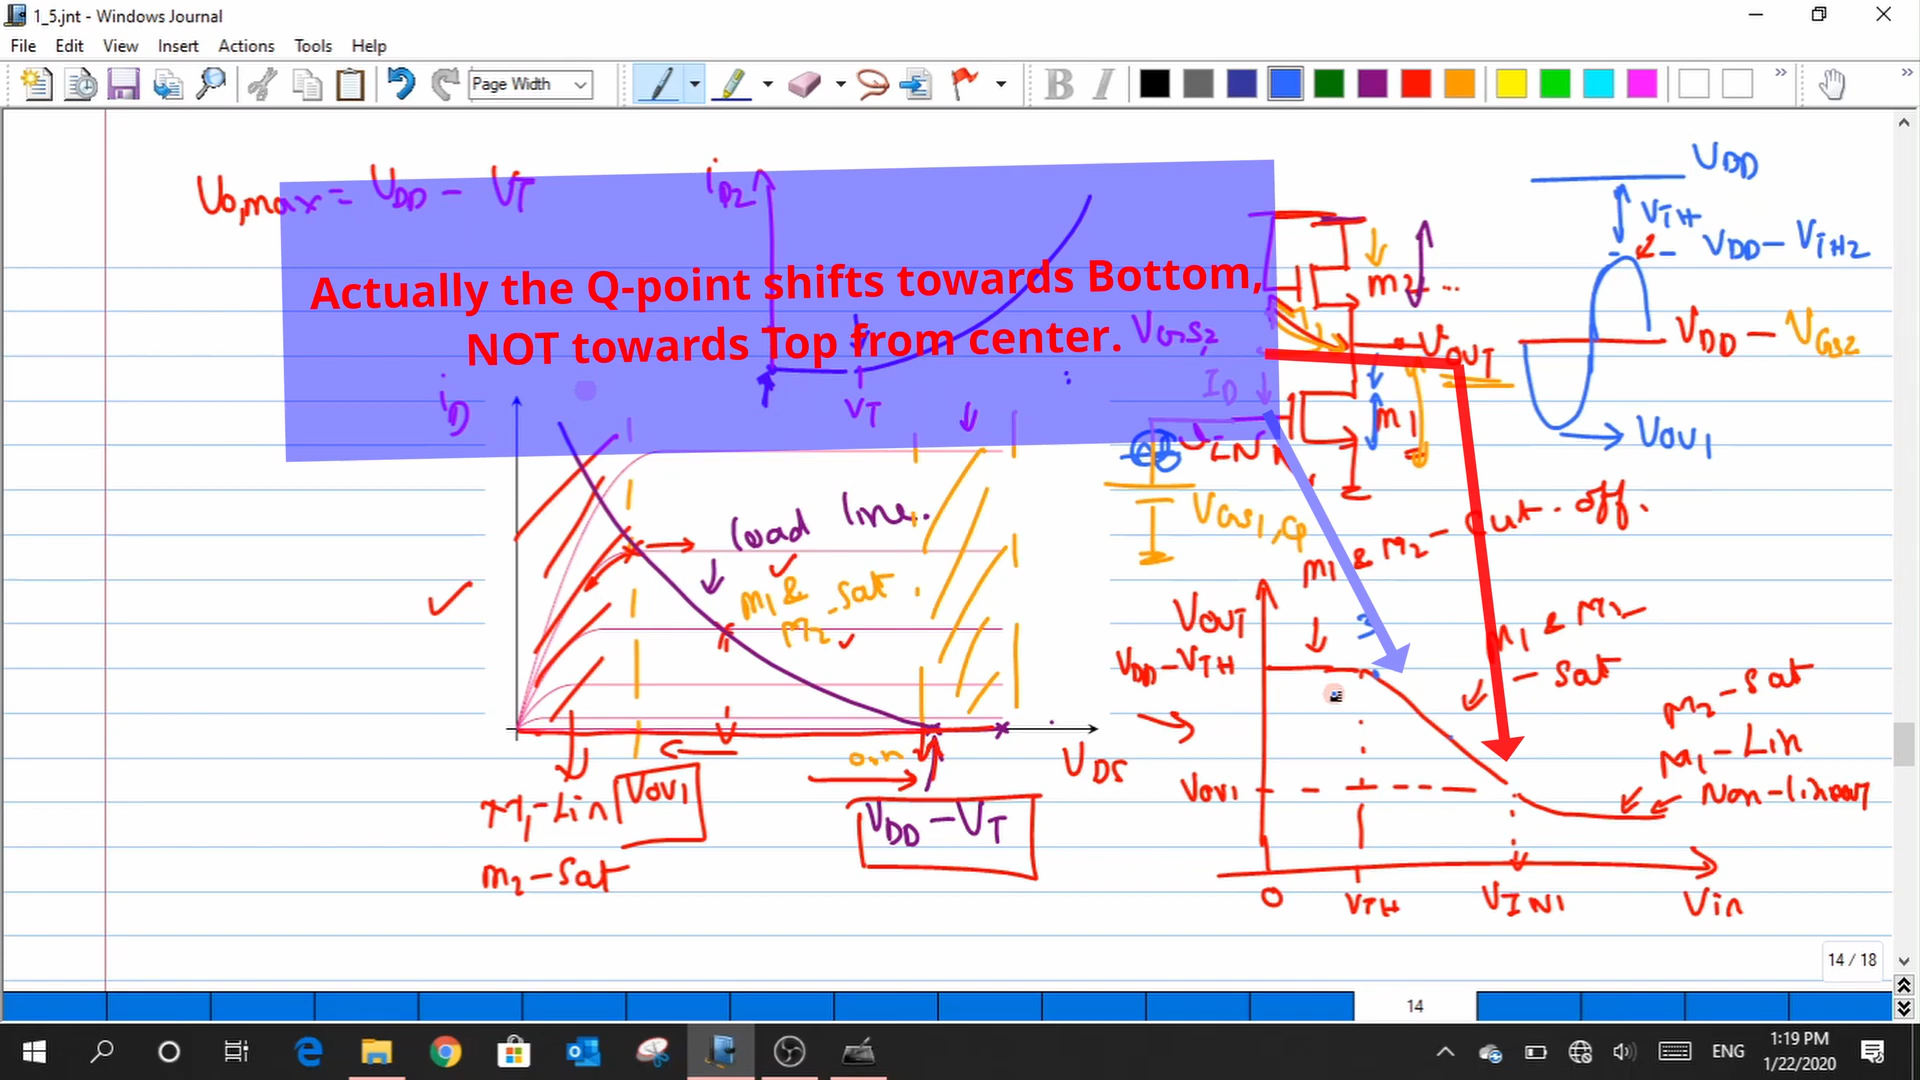 1_5.jnt - Windows Journal
File Edit View Insert Actions Tools Help
Page Width
B I
Vo,max = VDD - VT
iD2
Actually the Q-point shifts towards Bottom,
NOT towards Top from center.
VT
VGS2
ID
M2
VOUT
M1
VGS1,Q
VDD
VTH
VDD - VTH2
VDD - VGS2
VOV1
iD
load line.
M1 &
M2 - Sat
VDS
M1 - Lin
M2 - Sat
VOV1
VDD - VT
M1 & M2 - Cut-off.
VOUT
VDD - VTH
M1 & M2
- Sat
M2 - Sat
M1 - Lin
Non-linear
VOV1
0
VTH
VIN1
Vin
14 / 18
14
ENG
1:19 PM
1/22/2020